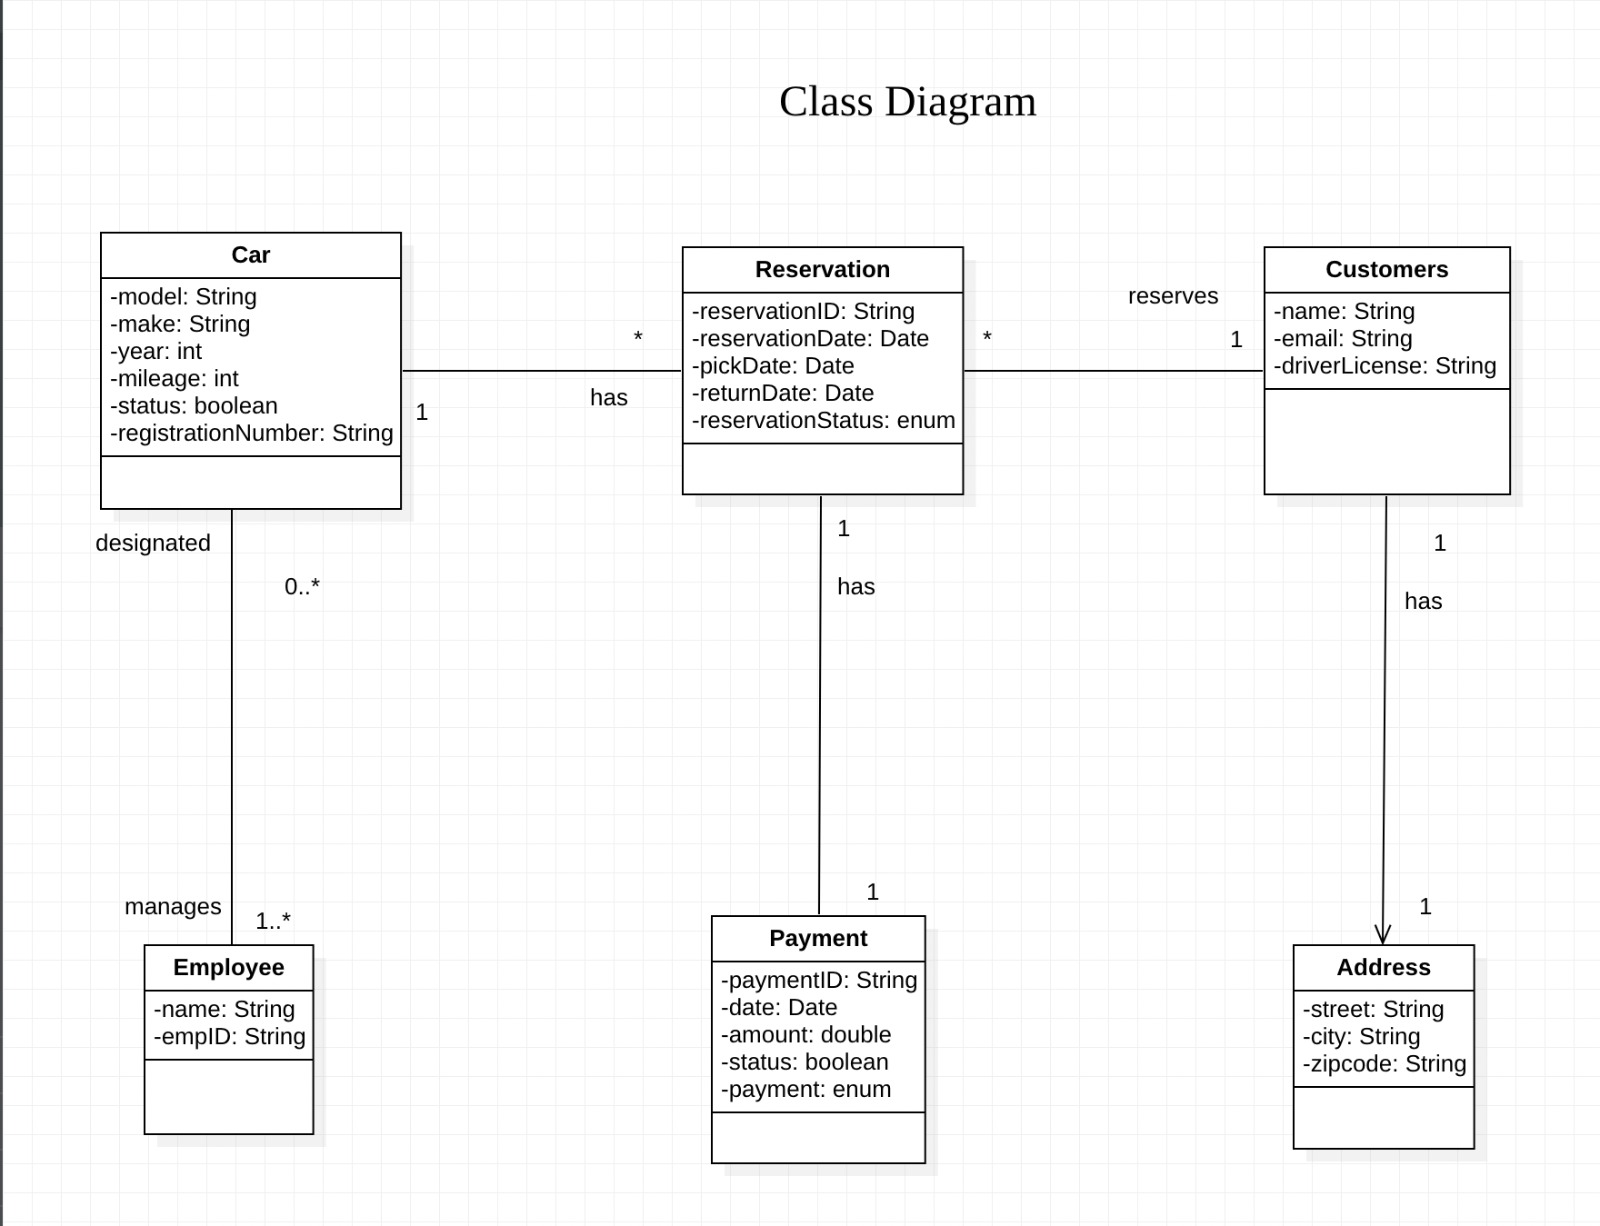 Class Diagram
Car
-model: String
-make: String
-year: int
-mileage: int
-status: boolean
-registrationNumber: String
1
*
has
Reservation
-reservationID: String
-reservationDate: Date
-pickDate: Date
-returnDate: Date
-reservationStatus: enum
*
reserves
1
Customers
-name: String
-email: String
-driverLicense: String
designated
0..*
manages
1..*
Employee
-name: String
-empID: String
1
has
1
Payment
-paymentID: String
-date: Date
-amount: double
-status: boolean
-payment: enum
1
has
1
Address
-street: String
-city: String
-zipcode: String